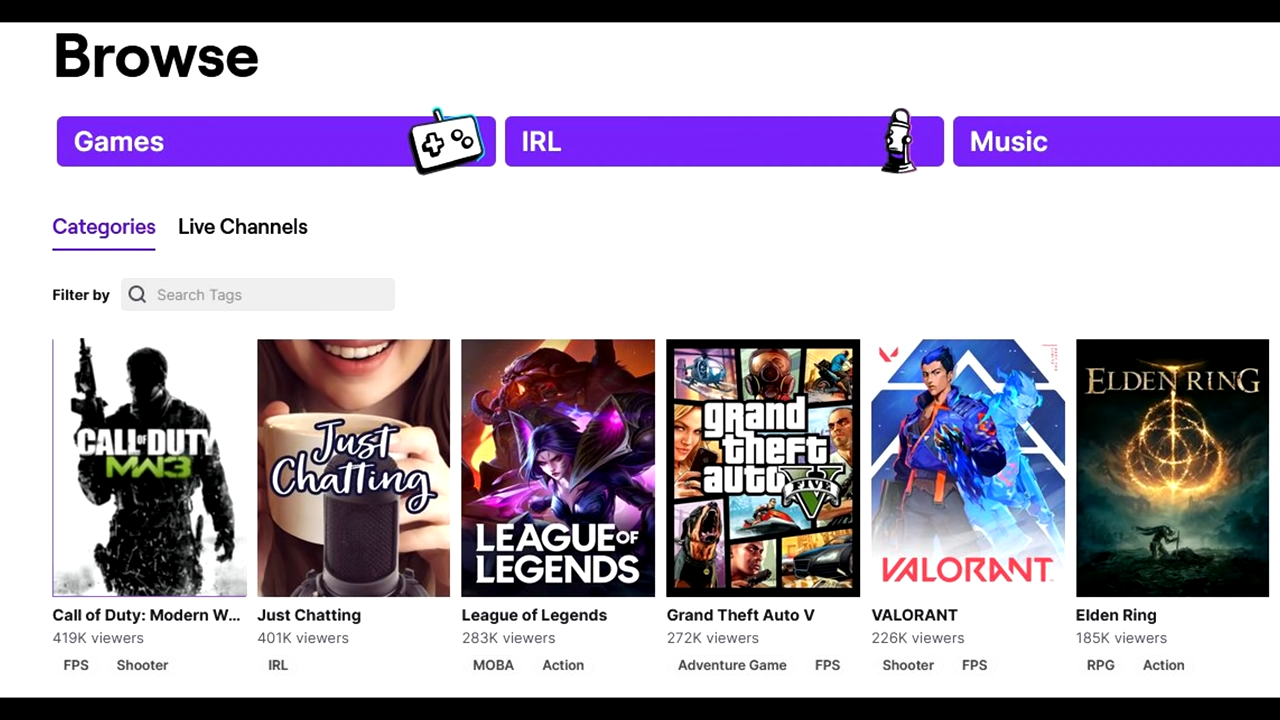 Browse
Games
IRL
Music
Categories
Live Channels
Filter by
Search Tags
CALL OF DUTY
MW3
Just
Chatting
LEAGUE OF
LEGENDS
grand
theft
auto
FIVE
VALORANT
ELDEN RING
Call of Duty: Modern W...
419K viewers
FPS Shooter
Just Chatting
401K viewers
IRL
League of Legends
283K viewers
MOBA Action
Grand Theft Auto V
272K viewers
Adventure Game FPS
VALORANT
226K viewers
Shooter FPS
Elden Ring
185K viewers
RPG Action